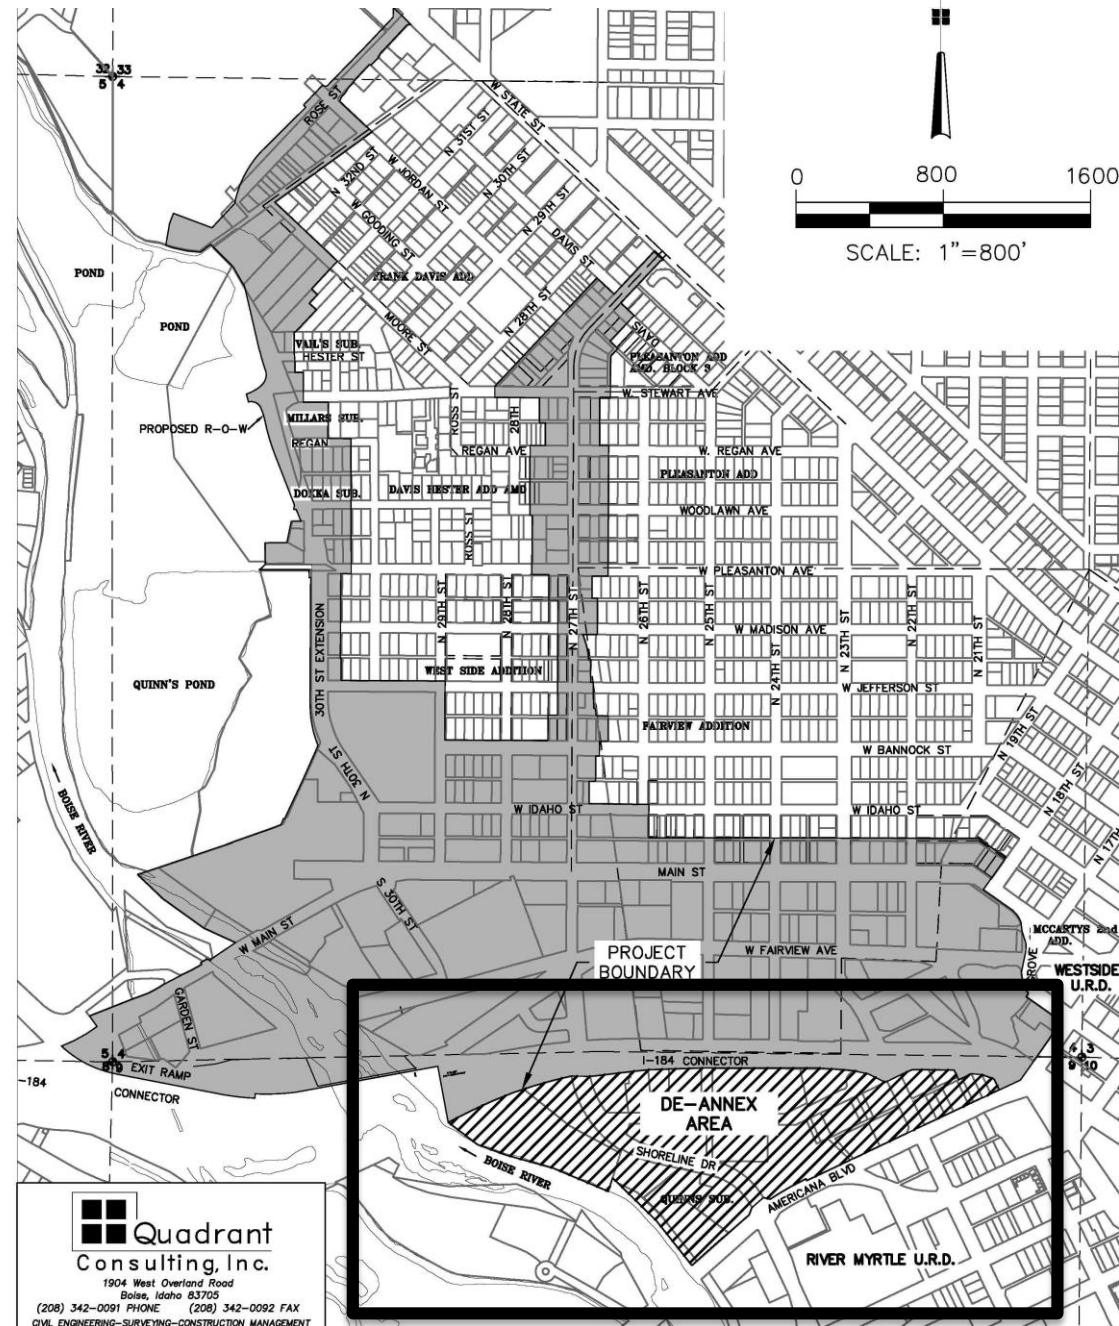 32 33
5 4
0 800 1600
SCALE: 1"=800'
ROSE ST
W STATE ST
N 32ND ST
W JORDAN ST
N 31ST ST
N 30TH ST
N 29TH ST
W GOODING ST
DAVIS ST
FRANK DAVIS ADD
N 28TH ST
MOORE ST
POND
POND
VAIL'S SUB.
HESTER ST
DAVIS
PLEASANTON ADD
AMD. BLOCK 3
W. STEWART AVE
PROPOSED R-O-W
MILLARS SUB.
REGAN
ROSS ST
28TH
REGAN AVE
W. REGAN AVE
DAVIS HESTER ADD AMD
PLEASANTON ADD
WOODLAWN AVE
ROSS ST
W PLEASANTON AVE
30TH ST EXTENSION
N 29TH ST
N 28TH ST
N 27TH ST
N 26TH ST
N 25TH ST
W MADISON AVE
N 24TH ST
N 23TH ST
N 22TH ST
N 21TH ST
WEST SIDE ADDITION
QUINN'S POND
W JEFFERSON ST
FAIRVIEW ADDITION
W BANNOCK ST
N 19TH ST
N 18TH ST
N 17TH
N 30TH ST
W IDAHO ST
W IDAHO ST
BOISE RIVER
MAIN ST
S 30TH ST
W MAIN ST
W FAIRVIEW AVE
PROJECT
BOUNDARY
MCCARTYS 2nd
ADD.
GROVE
WESTSIDE
U.R.D.
GARDEN ST
5 4
8 9
4 3
9 10
EXIT RAMP
-184
CONNECTOR
I-184 CONNECTOR
DE-ANNEX
AREA
SHORELINE DR
BOISE RIVER
QUINNS SUB.
AMERICANA BLVD
RIVER MYRTLE U.R.D.
Quadrant
Consulting, Inc.
1904 West Overland Road
Boise, Idaho 83705
(208) 342-0091 PHONE (208) 342-0092 FAX
CIVIL ENGINEERING-SURVEYING-CONSTRUCTION MANAGEMENT